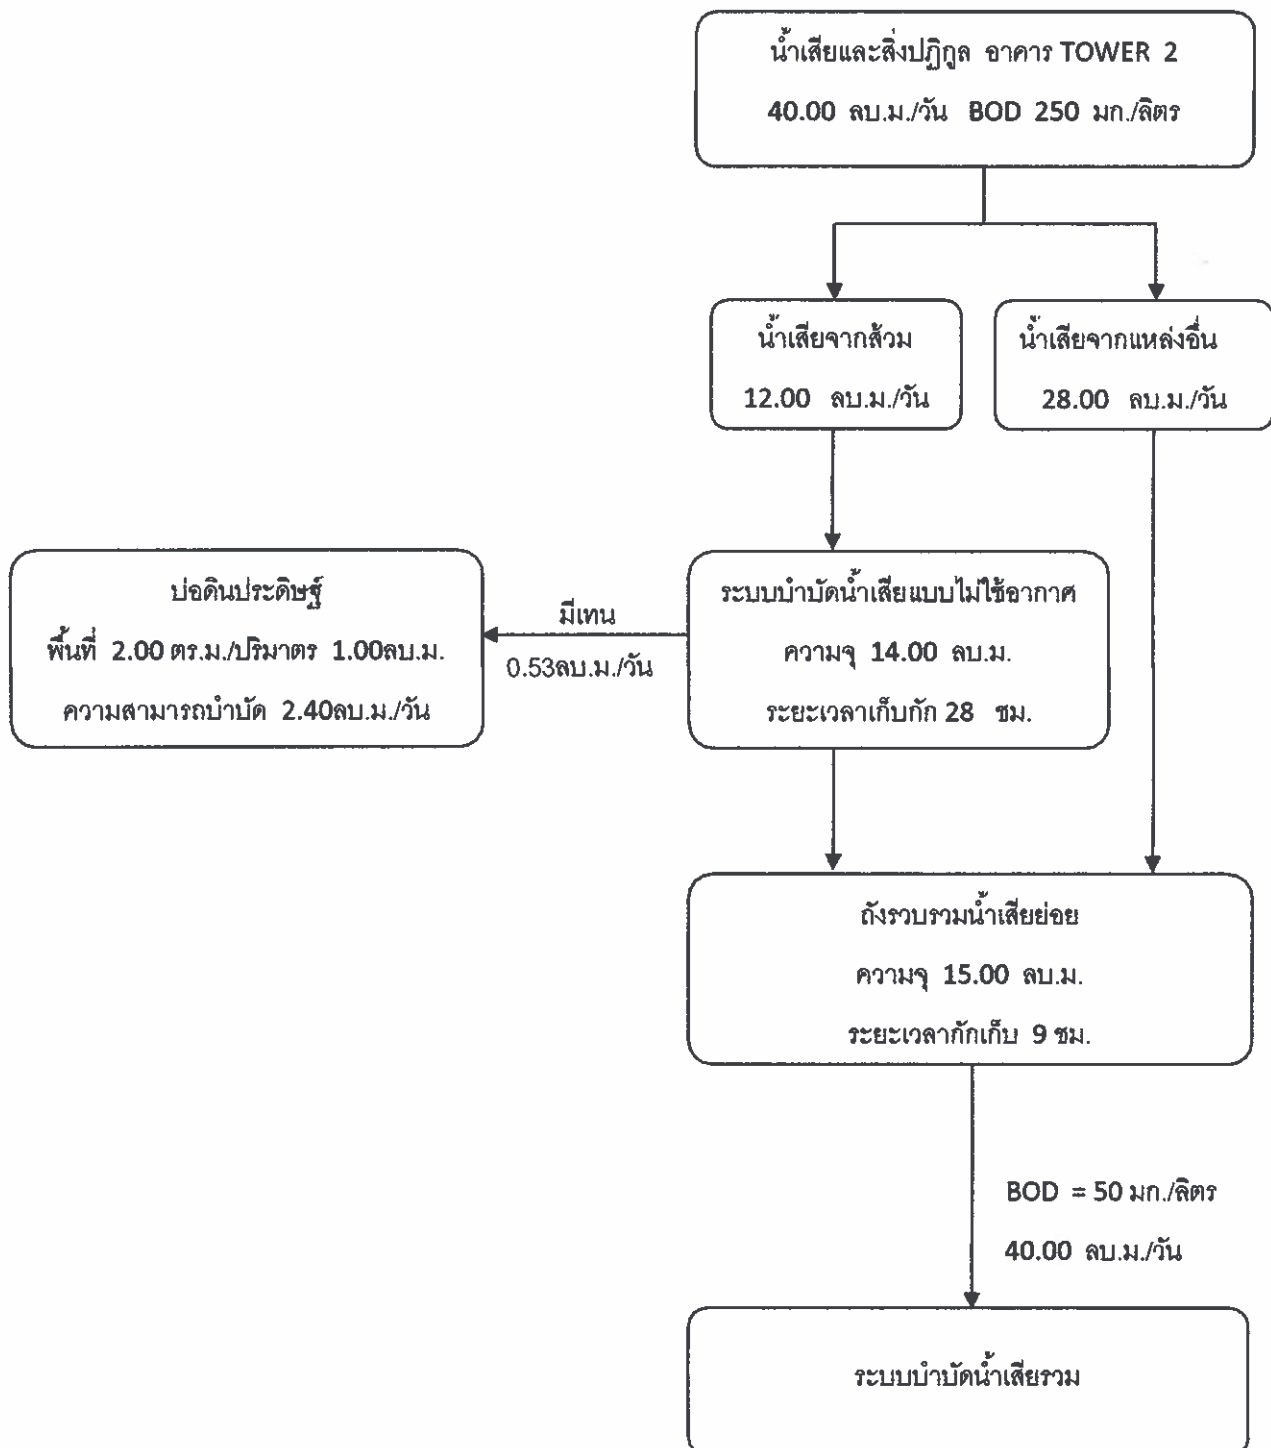 น้ำเสียและสิ่งปฏิกูล อาคาร TOWER 2
40.00 ลบ.ม./วัน BOD 250 มก./ลิตร
น้ำเสียจากส้วม
12.00 ลบ.ม./วัน
น้ำเสียจากแหล่งอื่น
28.00 ลบ.ม./วัน
บ่อดินประดิษฐ์
พื้นที่ 2.00 ตร.ม./ปริมาตร 1.00ลบ.ม.
ความสามารถบำบัด 2.40ลบ.ม./วัน
มีเทน
0.53ลบ.ม./วัน
ระบบบำบัดน้ำเสียแบบไม่ใช้อากาศ
ความจุ 14.00 ลบ.ม.
ระยะเวลาเก็บกัก 28 ชม.
ถังรวบรวมน้ำเสียย่อย
ความจุ 15.00 ลบ.ม.
ระยะเวลากักเก็บ 9 ชม.
BOD = 50 มก./ลิตร
40.00 ลบ.ม./วัน
ระบบบำบัดน้ำเสียรวม